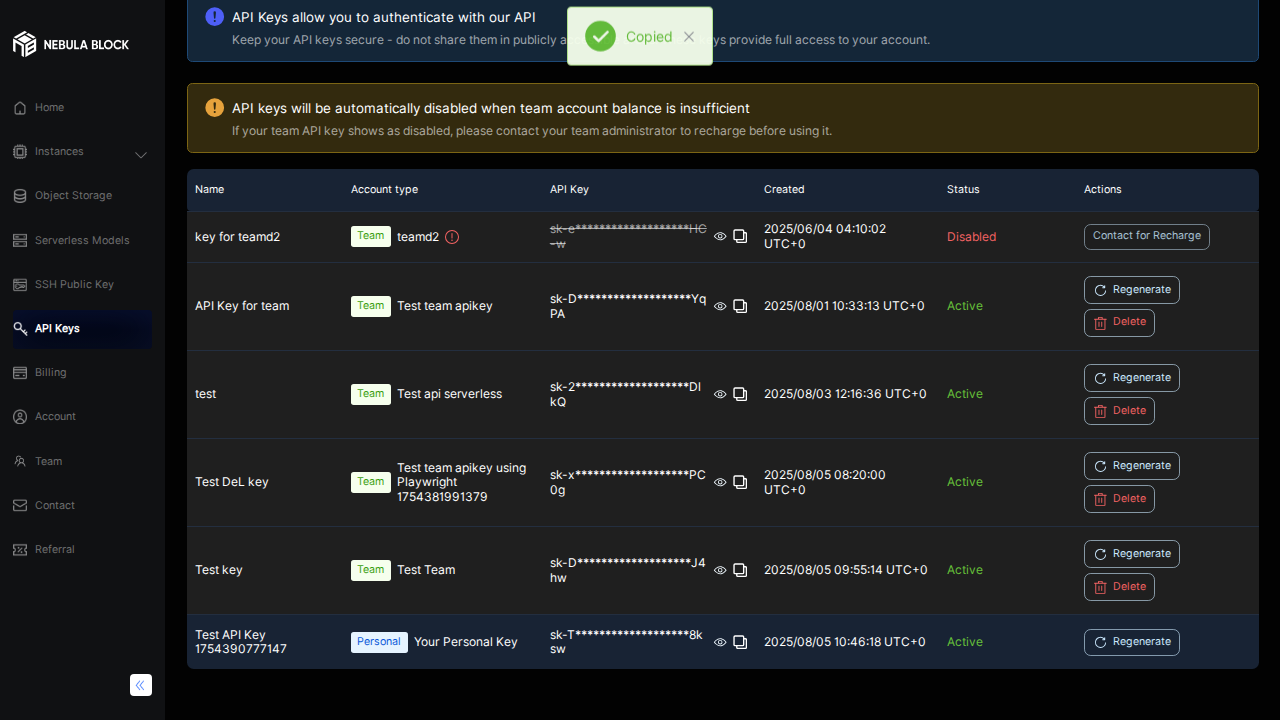 NEBULA BLOCK
Home
Instances
Object Storage
Serverless Models
SSH Public Key
API Keys
Billing
Account
Team
Contact
Referral
API Keys allow you to authenticate with our API
Keep your API keys secure - do not share them in publicly a ys provide full access to your account.
Copied
API keys will be automatically disabled when team account balance is insufficient
If your team API key shows as disabled, please contact your team administrator to recharge before using it.
Name Account type API Key Created Status Actions
key for teamd2 Team teamd2 sk-e********************HC
-w
2025/06/04 04:10:02
UTC+0
Disabled Contact for Recharge
API Key for team Team Test team apikey sk-D********************Yq
PA
2025/08/01 10:33:13 UTC+0 Active Regenerate
Delete
test Team Test api serverless sk-2********************DI
kQ
2025/08/03 12:16:36 UTC+0 Active Regenerate
Delete
Test DeL key Team Test team apikey using
Playwright
1754381991379
sk-x********************PC
0g
2025/08/05 08:20:00
UTC+0
Active Regenerate
Delete
Test key Team Test Team sk-D********************J4
hw
2025/08/05 09:55:14 UTC+0 Active Regenerate
Delete
Test API Key
1754390777147
Personal Your Personal Key sk-T********************8k
sw
2025/08/05 10:46:18 UTC+0 Active Regenerate